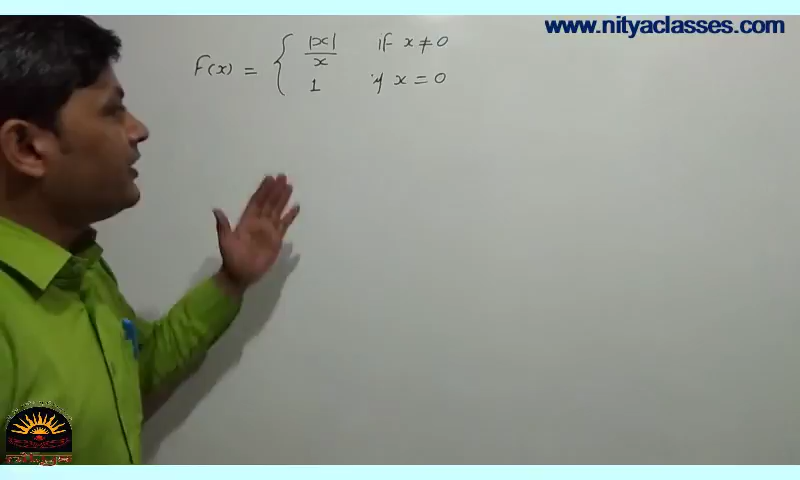 www.nityaclasses.com
F(x) = { |x|/x if x ≠ 0
1 if x = 0